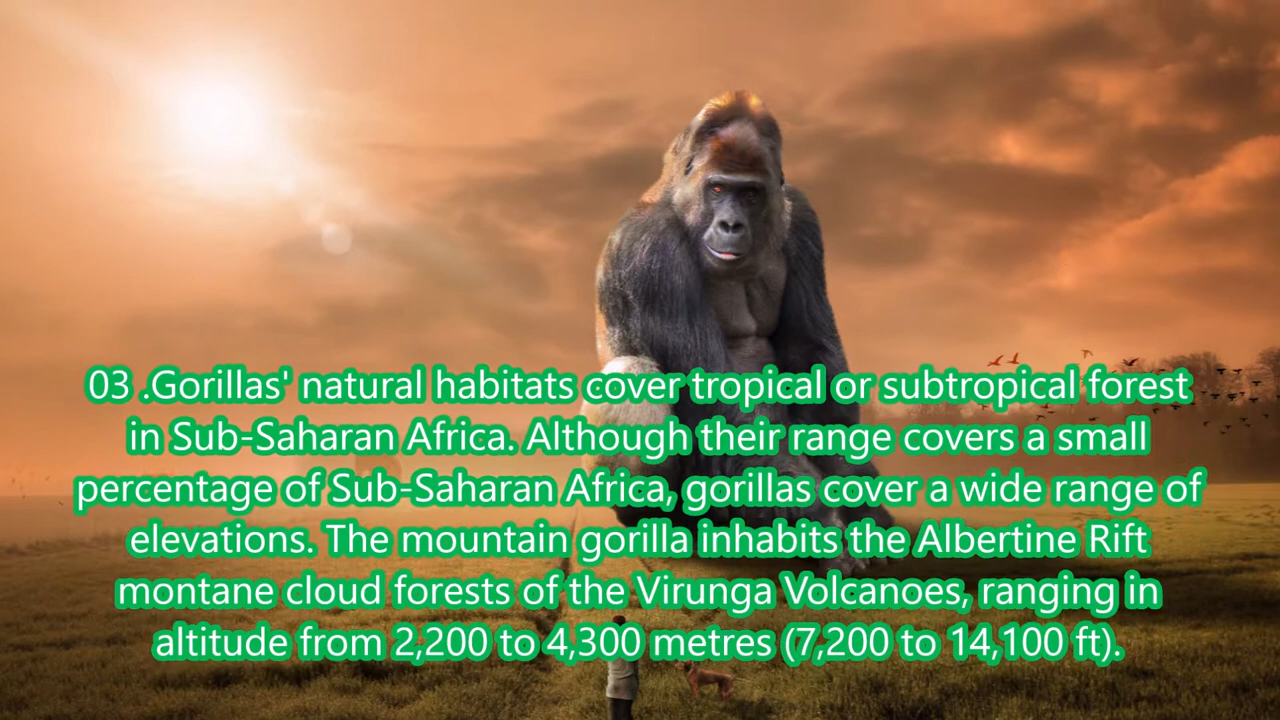 03 .Gorillas' natural habitats cover tropical or subtropical forest
in Sub-Saharan Africa. Although their range covers a small
percentage of Sub-Saharan Africa, gorillas cover a wide range of
elevations. The mountain gorilla inhabits the Albertine Rift
montane cloud forests of the Virunga Volcanoes, ranging in
altitude from 2,200 to 4,300 metres (7,200 to 14,100 ft).